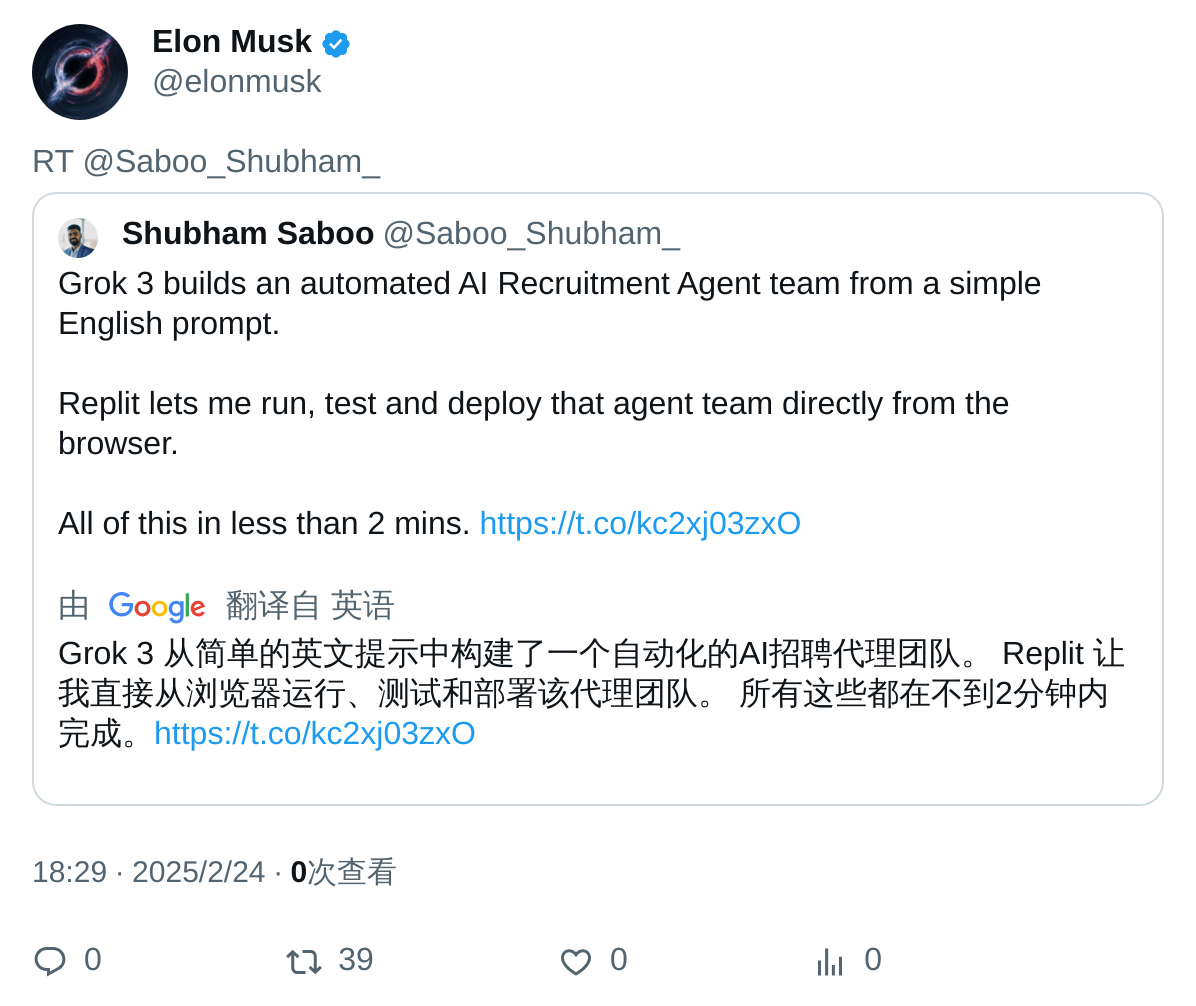 Elon Musk
@elonmusk
RT @Saboo_Shubham_
Shubham Saboo @Saboo_Shubham_
Grok 3 builds an automated AI Recruitment Agent team from a simple
English prompt.
Replit lets me run, test and deploy that agent team directly from the
browser.
All of this in less than 2 mins. https://t.co/kc2xj03zxO
由 Google 翻译自 英语
Grok 3 从简单的英文提示中构建了一个自动化的AI招聘代理团队。 Replit 让
我直接从浏览器运行、测试和部署该代理团队。 所有这些都在不到2分钟内
完成。https://t.co/kc2xj03zxO
18:29 · 2025/2/24 · 0次查看
0 39 0 0